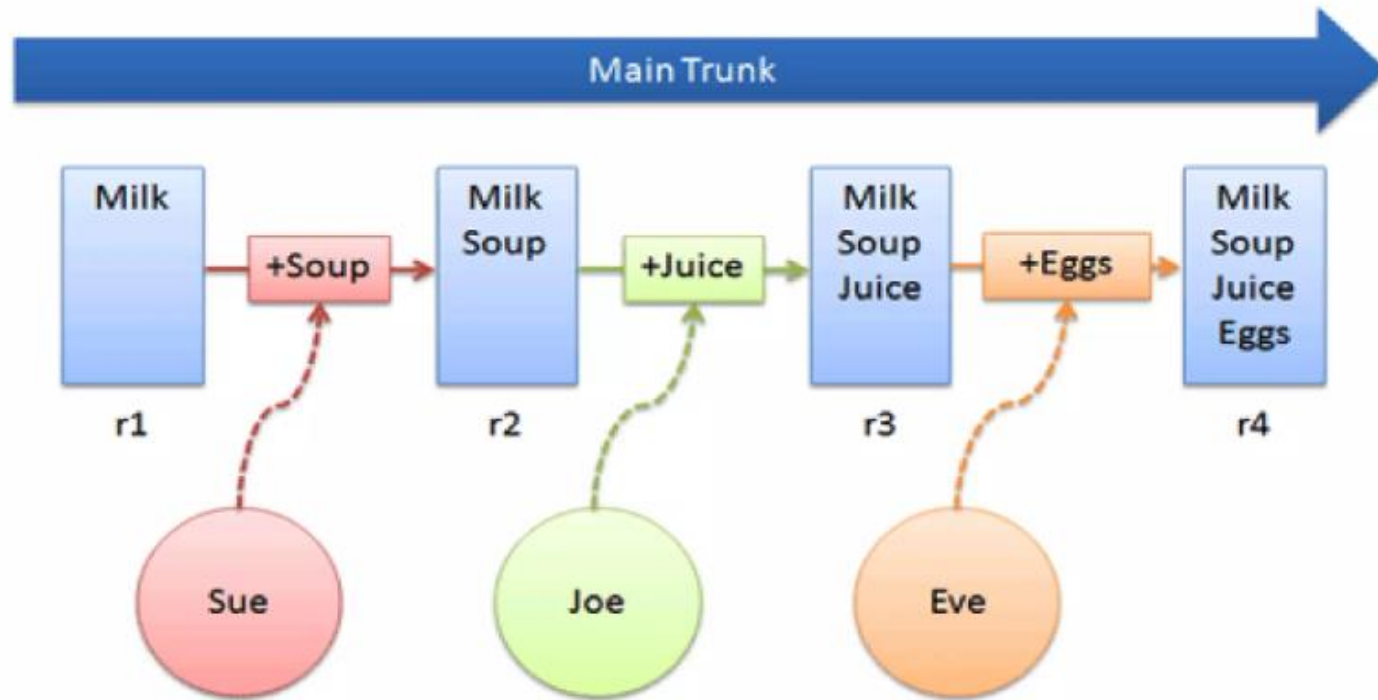 Main Trunk
Milk
+Soup
Milk
Soup
+Juice
Milk
Soup
Juice
+Eggs
Milk
Soup
Juice
Eggs
r1
r2
r3
r4
Sue
Joe
Eve